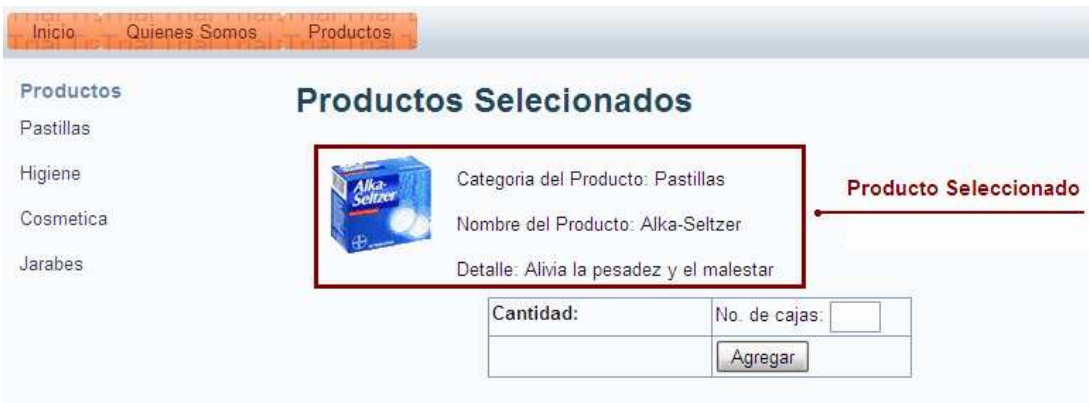 Inicio Quienes Somos Productos
Productos
Pastillas
Higiene
Cosmetica
Jarabes
Productos Selecionados
Alka-
Seltzer
Categoria del Producto: Pastillas
Nombre del Producto: Alka-Seltzer
Detalle: Alivia la pesadez y el malestar
Producto Seleccionado
Cantidad: No. de cajas:
Agregar